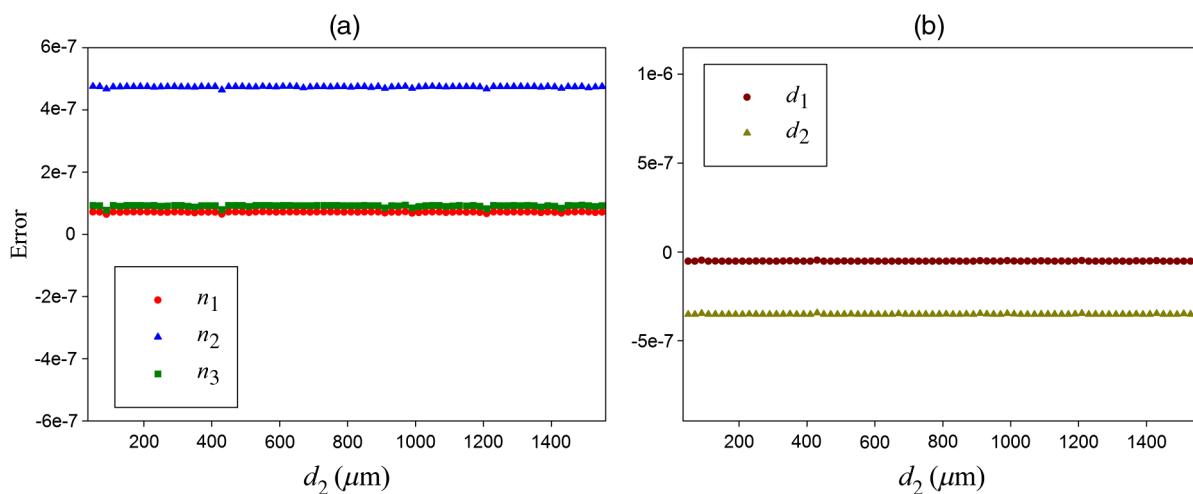 (a)
6e-7
4e-7
2e-7
0
-2e-7
-4e-7
-6e-7
Error
n1
n2
n3
200 400 600 800 1000 1200 1400
d2 (μm)
(b)
1e-6
5e-7
0
-5e-7
d1
d2
200 400 600 800 1000 1200 1400
d2 (μm)